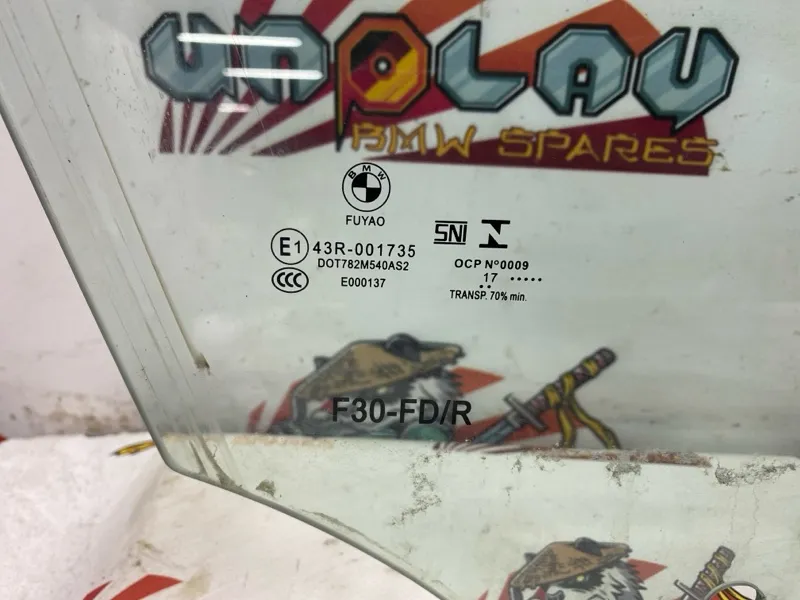 UNPLAU
BMW SPARES
BMW
FUYAO
E1 43R-001735
DOT782M540AS2
CCC E000137
SNI
OCP Nº0009
17 .....
..
TRANSP. 70% min.
F30-FD/R